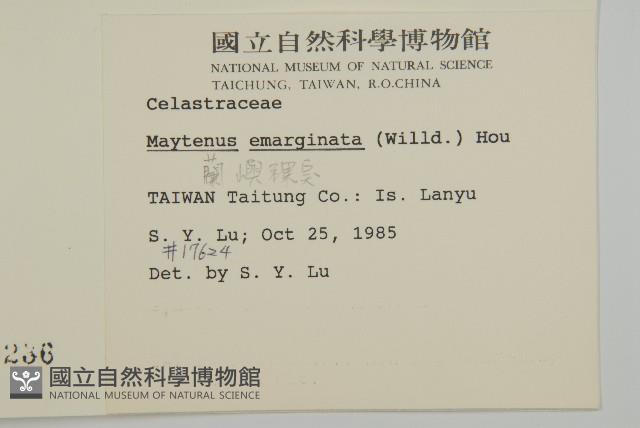 國立自然科學博物館
NATIONAL MUSEUM OF NATURAL SCIENCE
TAICHUNG, TAIWAN, R.O.CHINA
Celastraceae
Maytenus emarginata (Willd.) Hou
蘭嶼裸實
TAIWAN Taitung Co.: Is. Lanyu
S. Y. Lu; Oct 25, 1985
#17624
Det. by S. Y. Lu
236
國立自然科學博物館
NATIONAL MUSEUM OF NATURAL SCIENCE